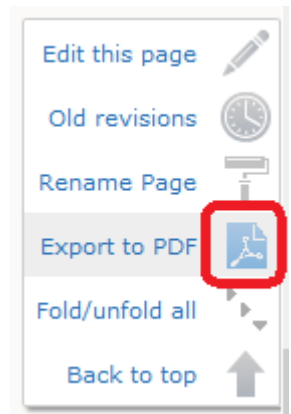 Edit this page
Old revisions
Rename Page
Export to PDF
Fold/unfold all
Back to top